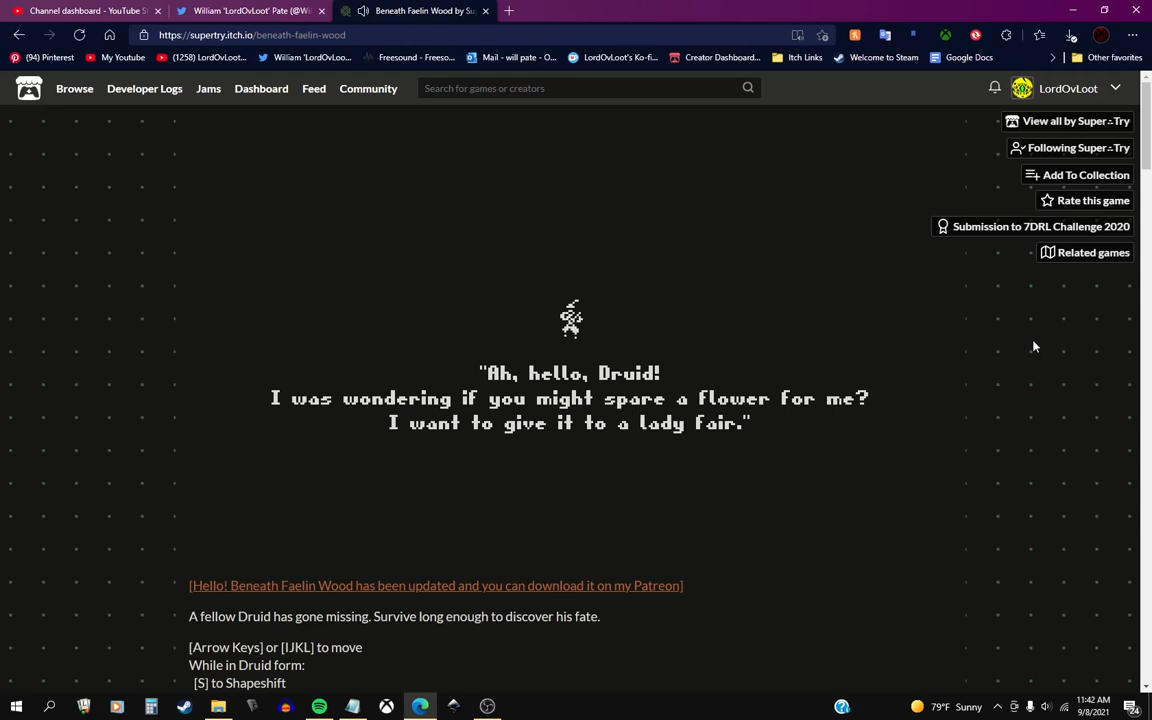 Channel dashboard - YouTube S
William 'LordOvLoot' Pate (@Wi
Beneath Faelin Wood by Su
https://supertry.itch.io/beneath-faelin-wood
(94) Pinterest
My Youtube
(1258) LordOvLoot...
William 'LordOvLoo...
Freesound - Freeso...
Mail - will pate - O...
LordOvLoot's Ko-fi...
Creator Dashboard...
Itch Links
Welcome to Steam
Google Docs
Other favorites
Browse
Developer Logs
Jams
Dashboard
Feed
Community
Search for games or creators
LordOvLoot
View all by Super∴Try
Following Super∴Try
Add To Collection
Rate this game
Submission to 7DRL Challenge 2020
Related games
"Ah, hello, Druid!
I was wondering if you might spare a flower for me?
I want to give it to a lady fair."
[Hello! Beneath Faelin Wood has been updated and you can download it on my Patreon]
A fellow Druid has gone missing. Survive long enough to discover his fate.
[Arrow Keys] or [IJKL] to move
While in Druid form:
[S] to Shapeshift
79°F Sunny
11:42 AM
9/8/2021
24